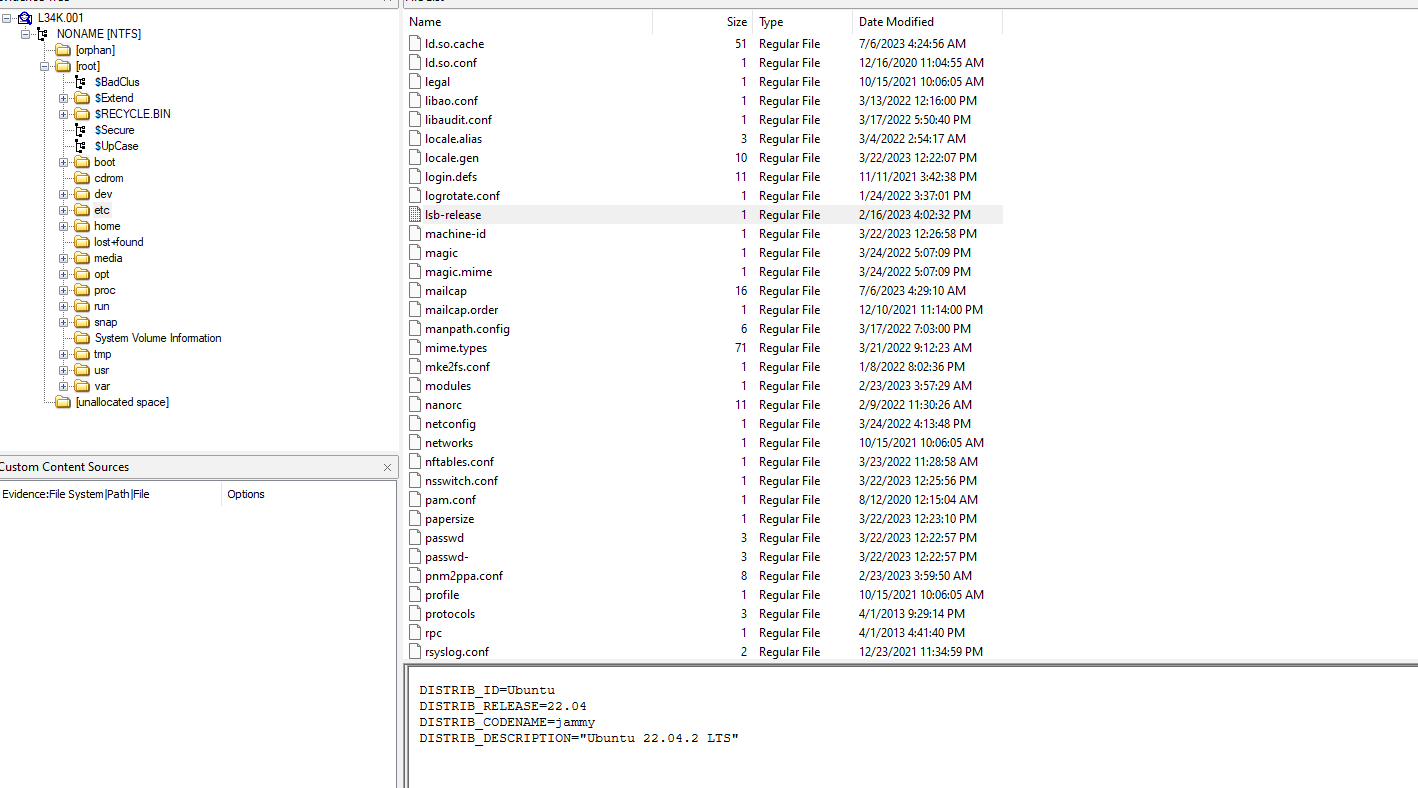 L34K.001
NONAME [NTFS]
[orphan]
[root]
$BadClus
$Extend
$RECYCLE.BIN
$Secure
$UpCase
boot
cdrom
dev
etc
home
lost+found
media
opt
proc
run
snap
System Volume Information
tmp
usr
var
[unallocated space]
Custom Content Sources
Evidence:File System|Path|File Options
Name Size Type Date Modified
ld.so.cache 51 Regular File 7/6/2023 4:24:56 AM
ld.so.conf 1 Regular File 12/16/2020 11:04:55 AM
legal 1 Regular File 10/15/2021 10:06:05 AM
libao.conf 1 Regular File 3/13/2022 12:16:00 PM
libaudit.conf 1 Regular File 3/17/2022 5:50:40 PM
locale.alias 3 Regular File 3/4/2022 2:54:17 AM
locale.gen 10 Regular File 3/22/2023 12:22:07 PM
login.defs 11 Regular File 11/11/2021 3:42:38 PM
logrotate.conf 1 Regular File 1/24/2022 3:37:01 PM
lsb-release 1 Regular File 2/16/2023 4:02:32 PM
machine-id 1 Regular File 3/22/2023 12:26:58 PM
magic 1 Regular File 3/24/2022 5:07:09 PM
magic.mime 1 Regular File 3/24/2022 5:07:09 PM
mailcap 16 Regular File 7/6/2023 4:29:10 AM
mailcap.order 1 Regular File 12/10/2021 11:14:00 PM
manpath.config 6 Regular File 3/17/2022 7:03:00 PM
mime.types 71 Regular File 3/21/2022 9:12:23 AM
mke2fs.conf 1 Regular File 1/8/2022 8:02:36 PM
modules 1 Regular File 2/23/2023 3:57:29 AM
nanorc 11 Regular File 2/9/2022 11:30:26 AM
netconfig 1 Regular File 3/24/2022 4:13:48 PM
networks 1 Regular File 10/15/2021 10:06:05 AM
nftables.conf 1 Regular File 3/23/2022 11:28:58 AM
nsswitch.conf 1 Regular File 3/22/2023 12:25:56 PM
pam.conf 1 Regular File 8/12/2020 12:15:04 AM
papersize 1 Regular File 3/22/2023 12:23:10 PM
passwd 3 Regular File 3/22/2023 12:22:57 PM
passwd- 3 Regular File 3/22/2023 12:22:57 PM
pnm2ppa.conf 8 Regular File 2/23/2023 3:59:50 AM
profile 1 Regular File 10/15/2021 10:06:05 AM
protocols 3 Regular File 4/1/2013 9:29:14 PM
rpc 1 Regular File 4/1/2013 4:41:40 PM
rsyslog.conf 2 Regular File 12/23/2021 11:34:59 PM
DISTRIB_ID=Ubuntu
DISTRIB_RELEASE=22.04
DISTRIB_CODENAME=jammy
DISTRIB_DESCRIPTION="Ubuntu 22.04.2 LTS"